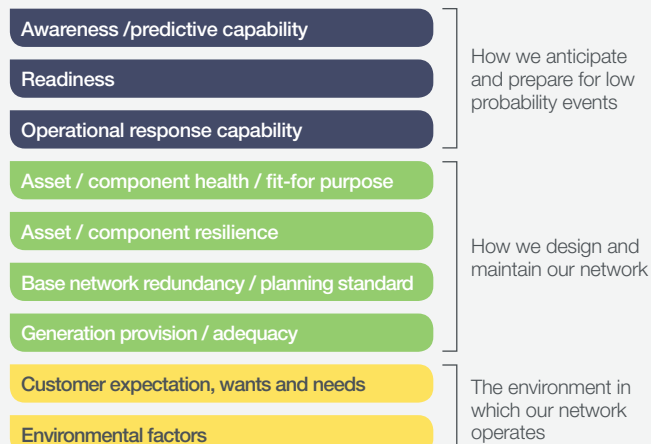 Awareness /predictive capability
Readiness
Operational response capability
How we anticipate
and prepare for low
probability events
Asset / component health / fit-for purpose
Asset / component resilience
Base network redundancy / planning standard
Generation provision / adequacy
How we design and
maintain our network
Customer expectation, wants and needs
Environmental factors
The environment in
which our network
operates